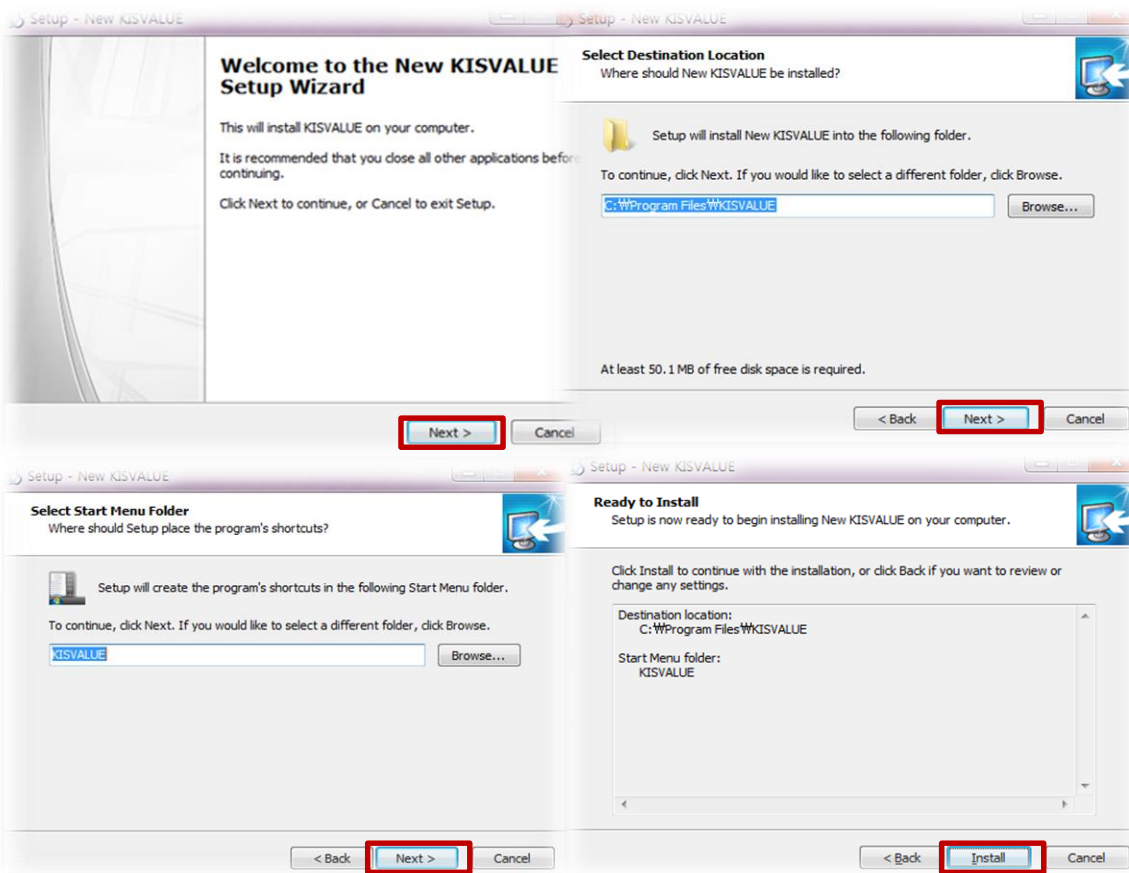 Setup - New KISVALUE
Welcome to the New KISVALUE
Setup Wizard
This will install KISVALUE on your computer.
It is recommended that you close all other applications before
continuing.
Click Next to continue, or Cancel to exit Setup.
Next >
Cancel
Setup - New KISVALUE
Select Destination Location
Where should New KISVALUE be installed?
Setup will install New KISVALUE into the following folder.
To continue, click Next. If you would like to select a different folder, click Browse.
C:₩Program Files₩KISVALUE
Browse...
At least 50.1 MB of free disk space is required.
< Back
Next >
Cancel
Setup - New KISVALUE
Select Start Menu Folder
Where should Setup place the program's shortcuts?
Setup will create the program's shortcuts in the following Start Menu folder.
To continue, click Next. If you would like to select a different folder, click Browse.
KISVALUE
Browse...
< Back
Next >
Cancel
Setup - New KISVALUE
Ready to Install
Setup is now ready to begin installing New KISVALUE on your computer.
Click Install to continue with the installation, or click Back if you want to review or
change any settings.
Destination location:
C:₩Program Files₩KISVALUE
Start Menu folder:
KISVALUE
< Back
Install
Cancel